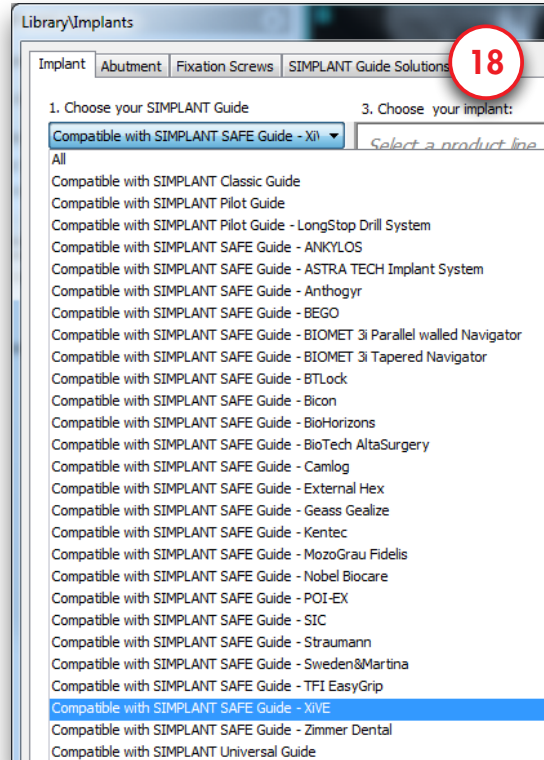 Library\Implants
Implant Abutment Fixation Screws SIMPLANT Guide Solutions
18
1. Choose your SIMPLANT Guide 3. Choose your implant:
Compatible with SIMPLANT SAFE Guide - XiV Select a product line
All
Compatible with SIMPLANT Classic Guide
Compatible with SIMPLANT Pilot Guide
Compatible with SIMPLANT Pilot Guide - LongStop Drill System
Compatible with SIMPLANT SAFE Guide - ANKYLOS
Compatible with SIMPLANT SAFE Guide - ASTRA TECH Implant System
Compatible with SIMPLANT SAFE Guide - Anthogyr
Compatible with SIMPLANT SAFE Guide - BEGO
Compatible with SIMPLANT SAFE Guide - BIOMET 3i Parallel walled Navigator
Compatible with SIMPLANT SAFE Guide - BIOMET 3i Tapered Navigator
Compatible with SIMPLANT SAFE Guide - BTLock
Compatible with SIMPLANT SAFE Guide - Bicon
Compatible with SIMPLANT SAFE Guide - BioHorizons
Compatible with SIMPLANT SAFE Guide - BioTech AltaSurgery
Compatible with SIMPLANT SAFE Guide - Camlog
Compatible with SIMPLANT SAFE Guide - External Hex
Compatible with SIMPLANT SAFE Guide - Geass Gealize
Compatible with SIMPLANT SAFE Guide - Kentec
Compatible with SIMPLANT SAFE Guide - MozoGrau Fidelis
Compatible with SIMPLANT SAFE Guide - Nobel Biocare
Compatible with SIMPLANT SAFE Guide - POI-EX
Compatible with SIMPLANT SAFE Guide - SIC
Compatible with SIMPLANT SAFE Guide - Straumann
Compatible with SIMPLANT SAFE Guide - Sweden&Martina
Compatible with SIMPLANT SAFE Guide - TFI EasyGrip
Compatible with SIMPLANT SAFE Guide - XiVE
Compatible with SIMPLANT SAFE Guide - Zimmer Dental
Compatible with SIMPLANT Universal Guide